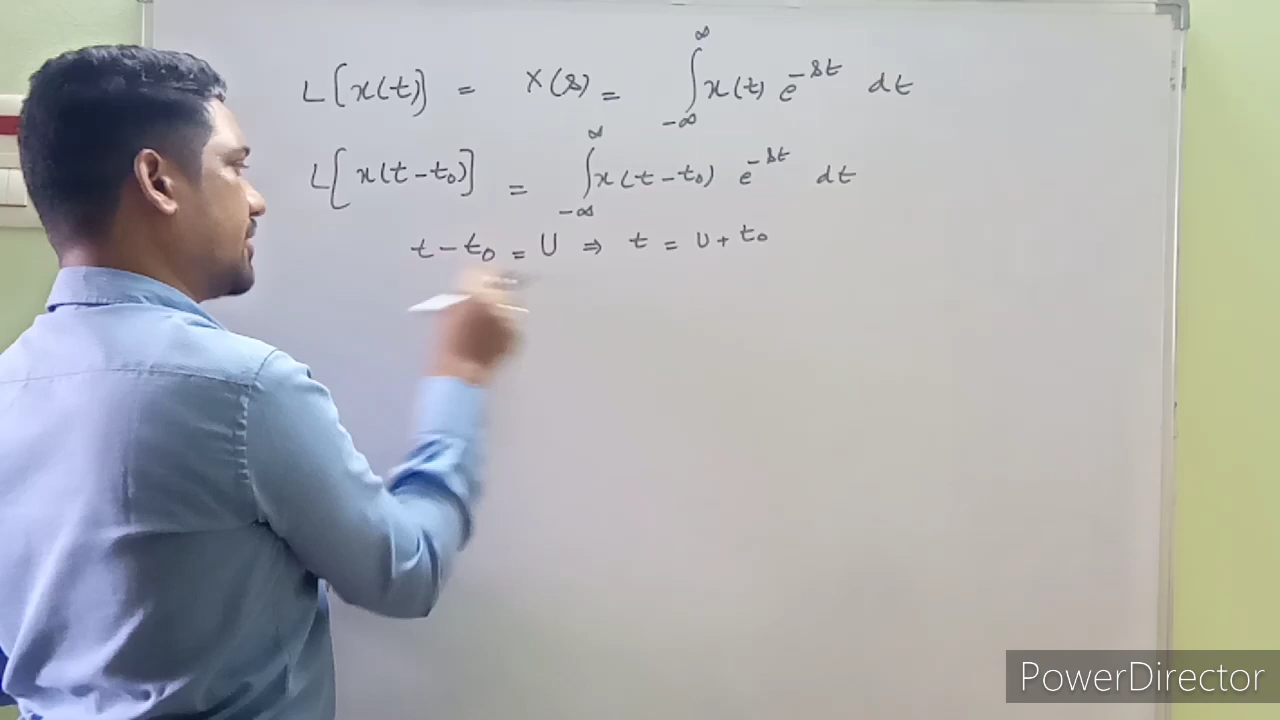 L[x(t)] = X(s) = ∫_{-∞}^{∞} x(t) e^{-st} dt
L[x(t-t₀)] = ∫_{-∞}^{∞} x(t-t₀) e^{-st} dt
t-t₀ = U ⇒ t = U + t₀
PowerDirector